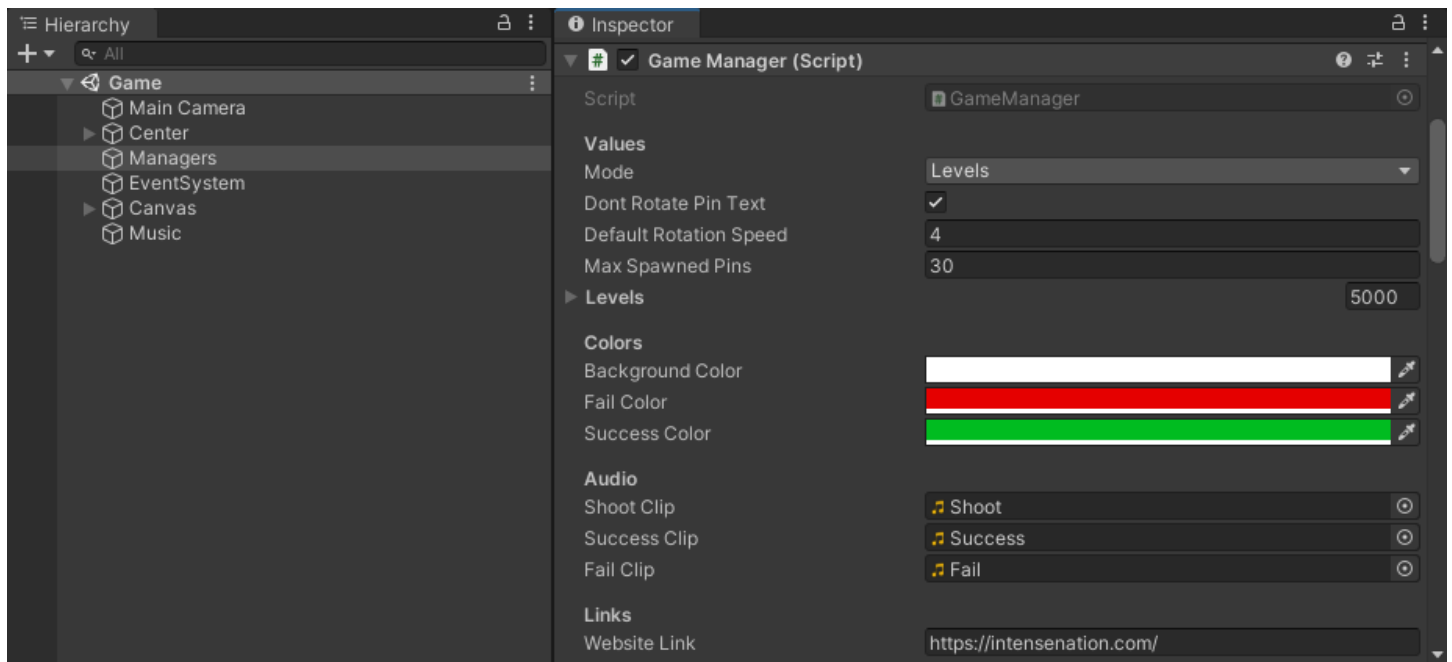 Hierarchy
All
Game
Main Camera
Center
Managers
EventSystem
Canvas
Music
Inspector
# Game Manager (Script)
Script GameManager
Values
Mode Levels
Dont Rotate Pin Text
Default Rotation Speed 4
Max Spawned Pins 30
Levels 5000
Colors
Background Color
Fail Color
Success Color
Audio
Shoot Clip Shoot
Success Clip Success
Fail Clip Fail
Links
Website Link https://intensenation.com/